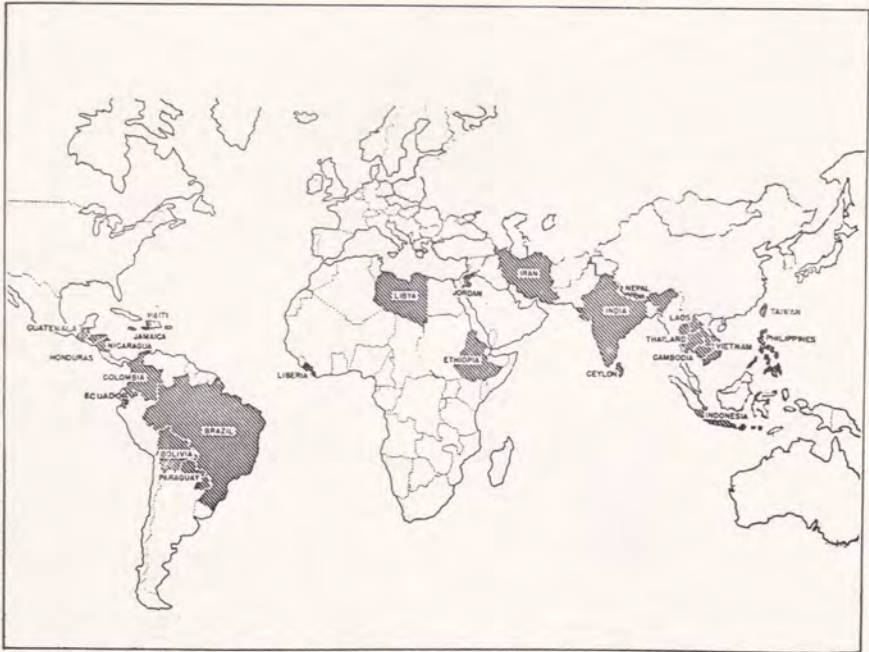 HAITI
GUATEMALA
JAMAICA
NICARAGUA
HONDURAS
COLOMBIA
ECUADOR
BRAZIL
BOLIVIA
PARAGUAY
LIBERIA
LIBYA
JORDAN
ETHIOPIA
IRAN
NEPAL
INDIA
CEYLON
LAOS
TAIWAN
THAILAND
VIETNAM
PHILIPPINES
CAMBODIA
INDONESIA